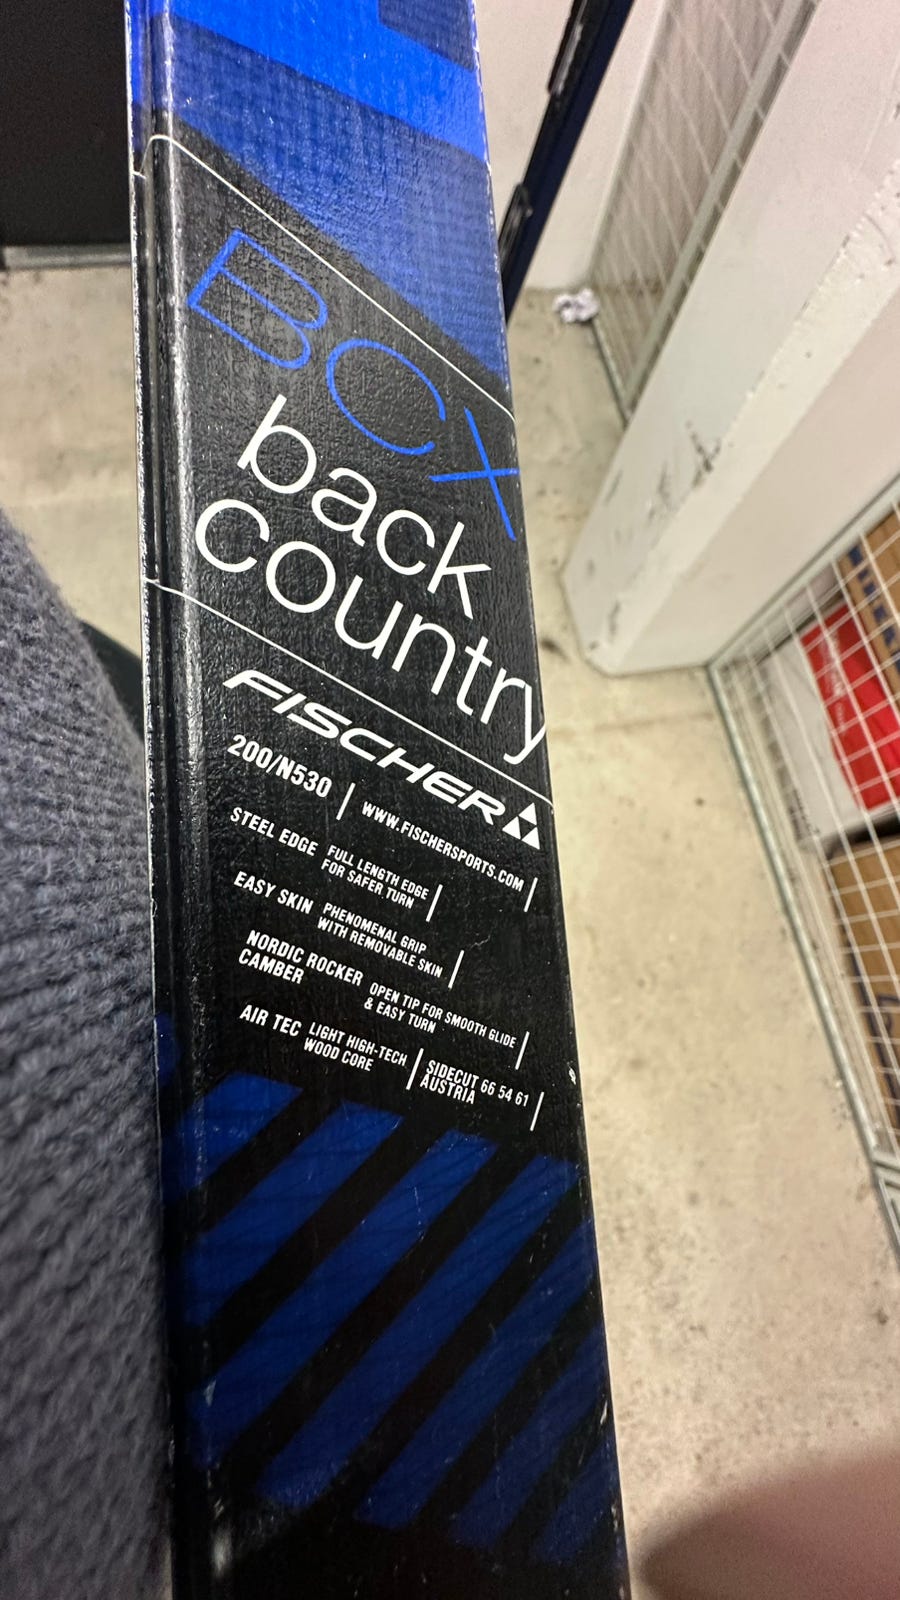 BCX
back
country
FISCHER
200/N530 | WWW.FISCHERSPORTS.COM |
STEEL EDGE FULL LENGTH EDGE
FOR SAFER TURN |
EASY SKIN PHENOMENAL GRIP
WITH REMOVABLE SKIN |
NORDIC ROCKER
CAMBER
OPEN TIP FOR SMOOTH GLIDE
& EASY TURN |
AIR TEC LIGHT HIGH-TECH
WOOD CORE |
SIDECUT 66 54 61
AUSTRIA |